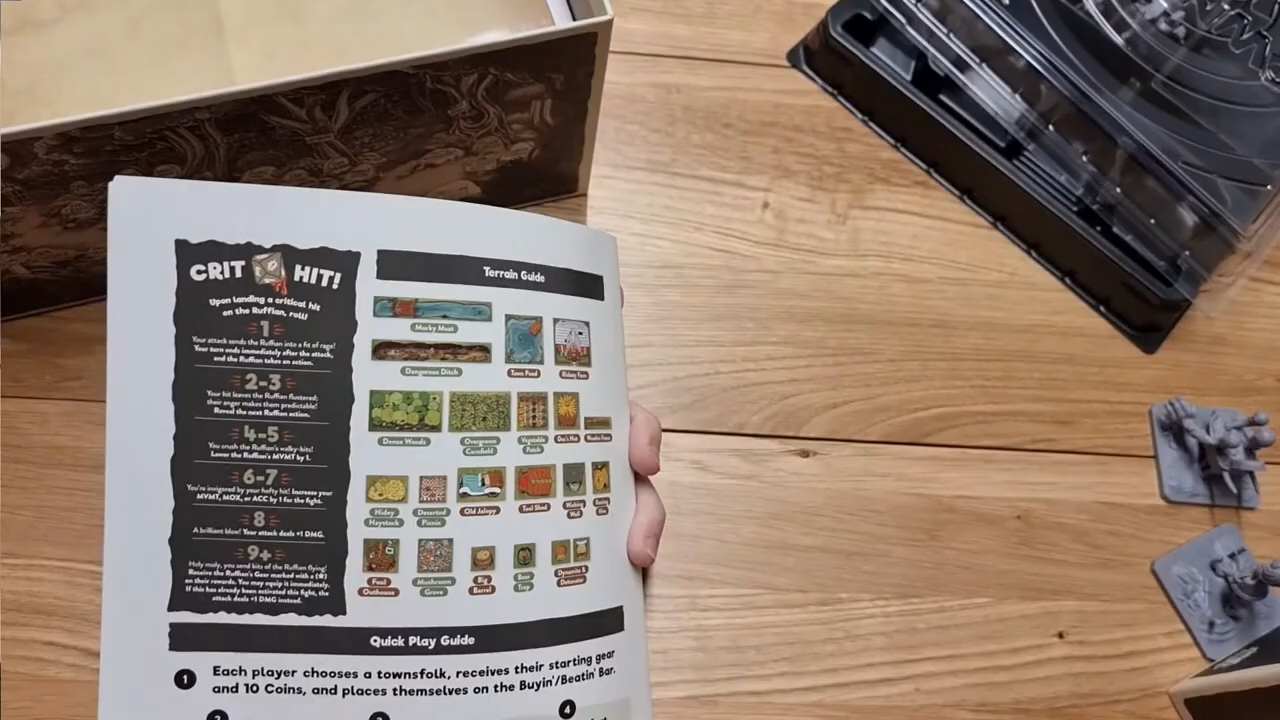 CRIT HIT!
Upon landing a critical hit
on the Ruffian, roll!
1
Your attack sends the Ruffian into a fit of rage!
Your turn ends immediately after the attack,
and the Ruffian takes an action.
2-3
Your hit leaves the Ruffian flustered;
their anger makes them predictable!
Reveal the next Ruffian action.
4-5
You crush the Ruffian's walky-bits!
Lower the Ruffian's MVMT by 1.
6-7
You're invigored by your hefty hit! Increase your
MVMT, MOX, or ACC by 1 for the fight.
8
A brilliant blow! Your attack deals +1 DMG.
9+
Holy moly, you send bits of the Ruffian flying!
Receive the Ruffian's Gear marked with a (★)
on their rewards. You may equip it immediately.
If this has already been activated this fight, the
attack deals +1 DMG instead.
Terrain Guide
Murky Moat
Dangerous Ditch
Town Pond
Dense Woods
Overgrown
Cornfield
Vegetable
Patch
Hidey
Haystack
Deserted
Picnic
Old Jalopy
Tool Shed
Wishing
Well
Foul
Outhouse
Mushroom
Grove
Big
Barrel
Bear
Trap
Dynamite &
Detonator
Quick Play Guide
1 Each player chooses a townsfolk, receives their starting gear
and 10 Coins, and places themselves on the Buyin'/Beatin' Bar.
4